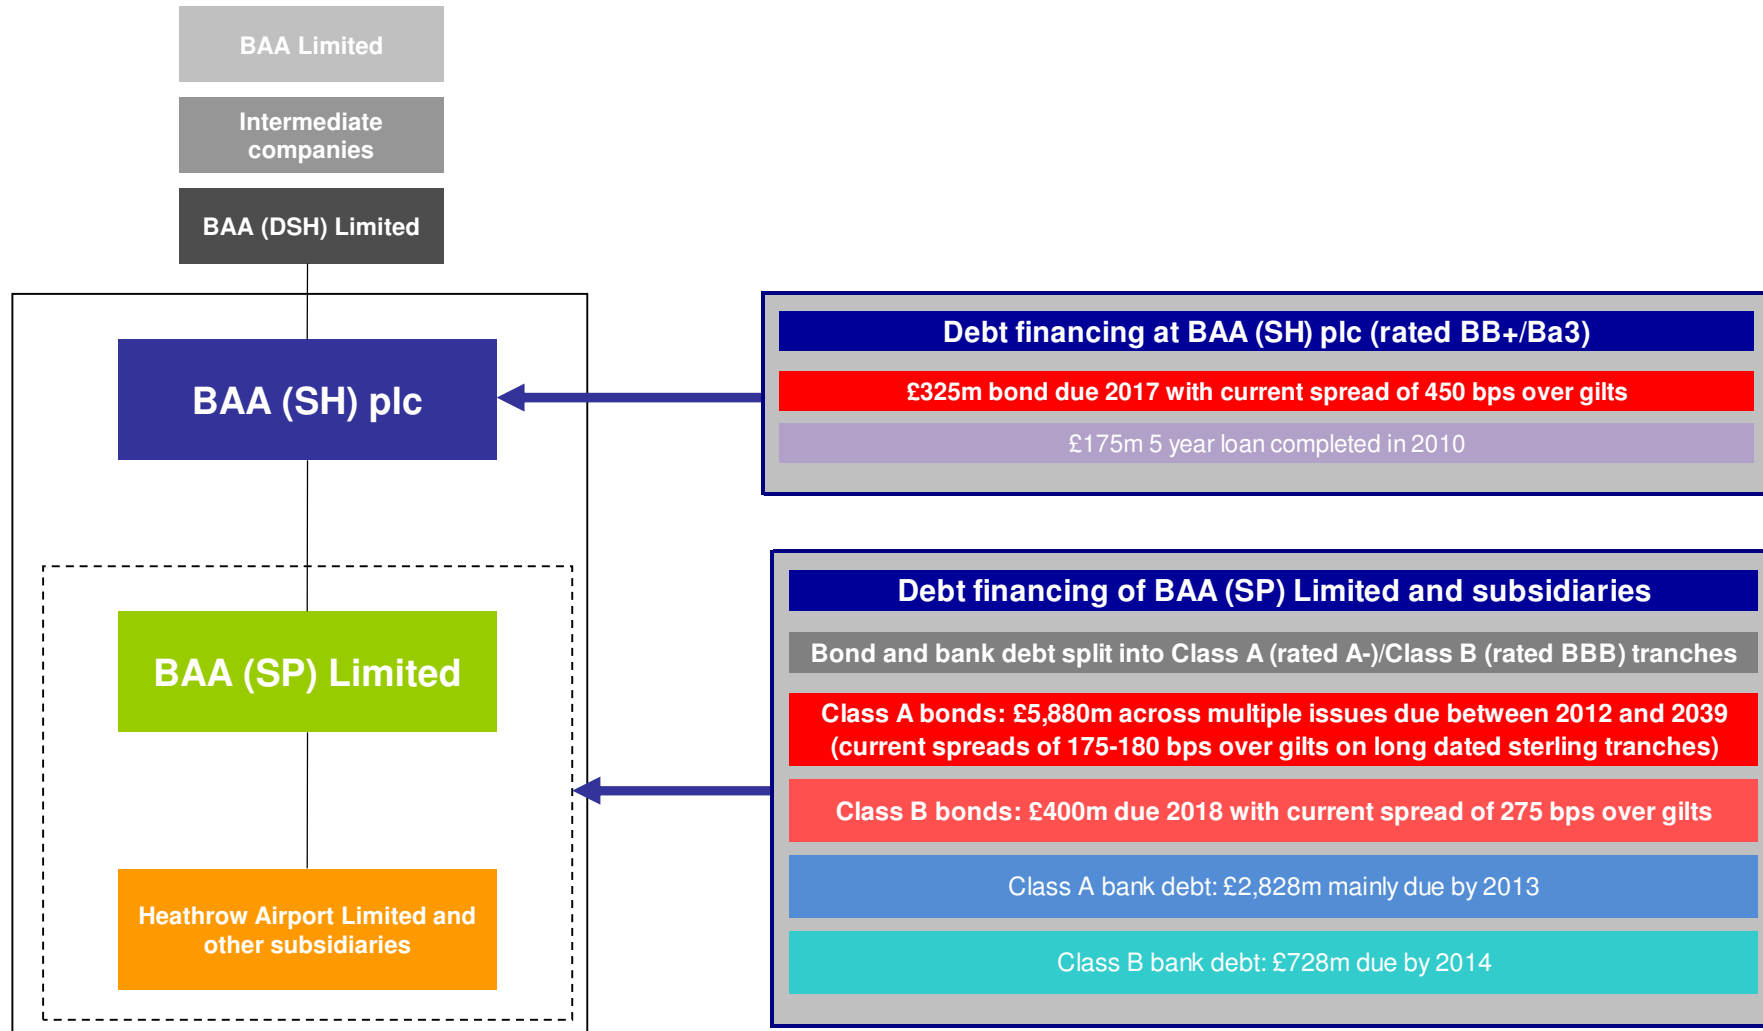 BAA Limited
Intermediate
companies
BAA (DSH) Limited
BAA (SH) plc
BAA (SP) Limited
Heathrow Airport Limited and
other subsidiaries
Debt financing at BAA (SH) plc (rated BB+/Ba3)
£325m bond due 2017 with current spread of 450 bps over gilts
£175m 5 year loan completed in 2010
Debt financing of BAA (SP) Limited and subsidiaries
Bond and bank debt split into Class A (rated A-)/Class B (rated BBB) tranches
Class A bonds: £5,880m across multiple issues due between 2012 and 2039
(current spreads of 175-180 bps over gilts on long dated sterling tranches)
Class B bonds: £400m due 2018 with current spread of 275 bps over gilts
Class A bank debt: £2,828m mainly due by 2013
Class B bank debt: £728m due by 2014